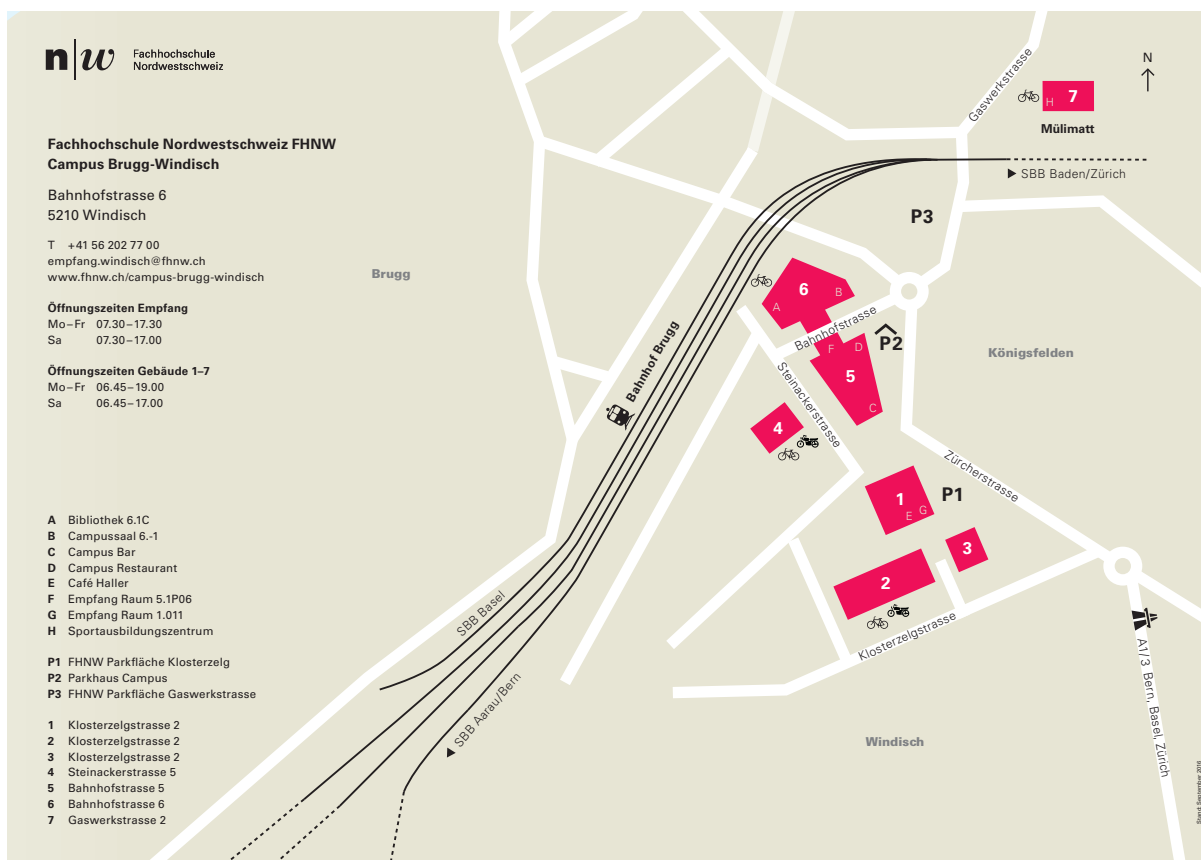 n|w Fachhochschule
Nordwestschweiz
Fachhochschule Nordwestschweiz FHNW
Campus Brugg-Windisch
Bahnhofstrasse 6
5210 Windisch
T +41 56 202 77 00
empfang.windisch@fhnw.ch
www.fhnw.ch/campus-brugg-windisch
Öffnungszeiten Empfang
Mo–Fr 07.30–17.30
Sa 07.30–17.00
Öffnungszeiten Gebäude 1–7
Mo–Fr 06.45–19.00
Sa 06.45–17.00
A Bibliothek 6.1C
B Campussaal 6.-1
C Campus Bar
D Campus Restaurant
E Café Haller
F Empfang Raum 5.1P06
G Empfang Raum 1.011
H Sportausbildungszentrum
P1 FHNW Parkfläche Klosterzelg
P2 Parkhaus Campus
P3 FHNW Parkfläche Gaswerkstrasse
1 Klosterzelgstrasse 2
2 Klosterzelgstrasse 2
3 Klosterzelgstrasse 2
4 Steinackerstrasse 5
5 Bahnhofstrasse 5
6 Bahnhofstrasse 6
7 Gaswerkstrasse 2
N
Gaswerkstrasse
H 7
Mülimatt
SBB Baden/Zürich
P3
Brugg
6
A
B
Bahnhofstrasse
P2
Königsfelden
F
D
5
C
Bahnhof Brugg
Steinackerstrasse
4
Zürcherstrasse
1
E
G
P1
3
2
Klosterzelgstrasse
SBB Basel
SBB Aarau/Bern
Windisch
A1/3 Bern, Basel, Zürich
Stand: September 2018